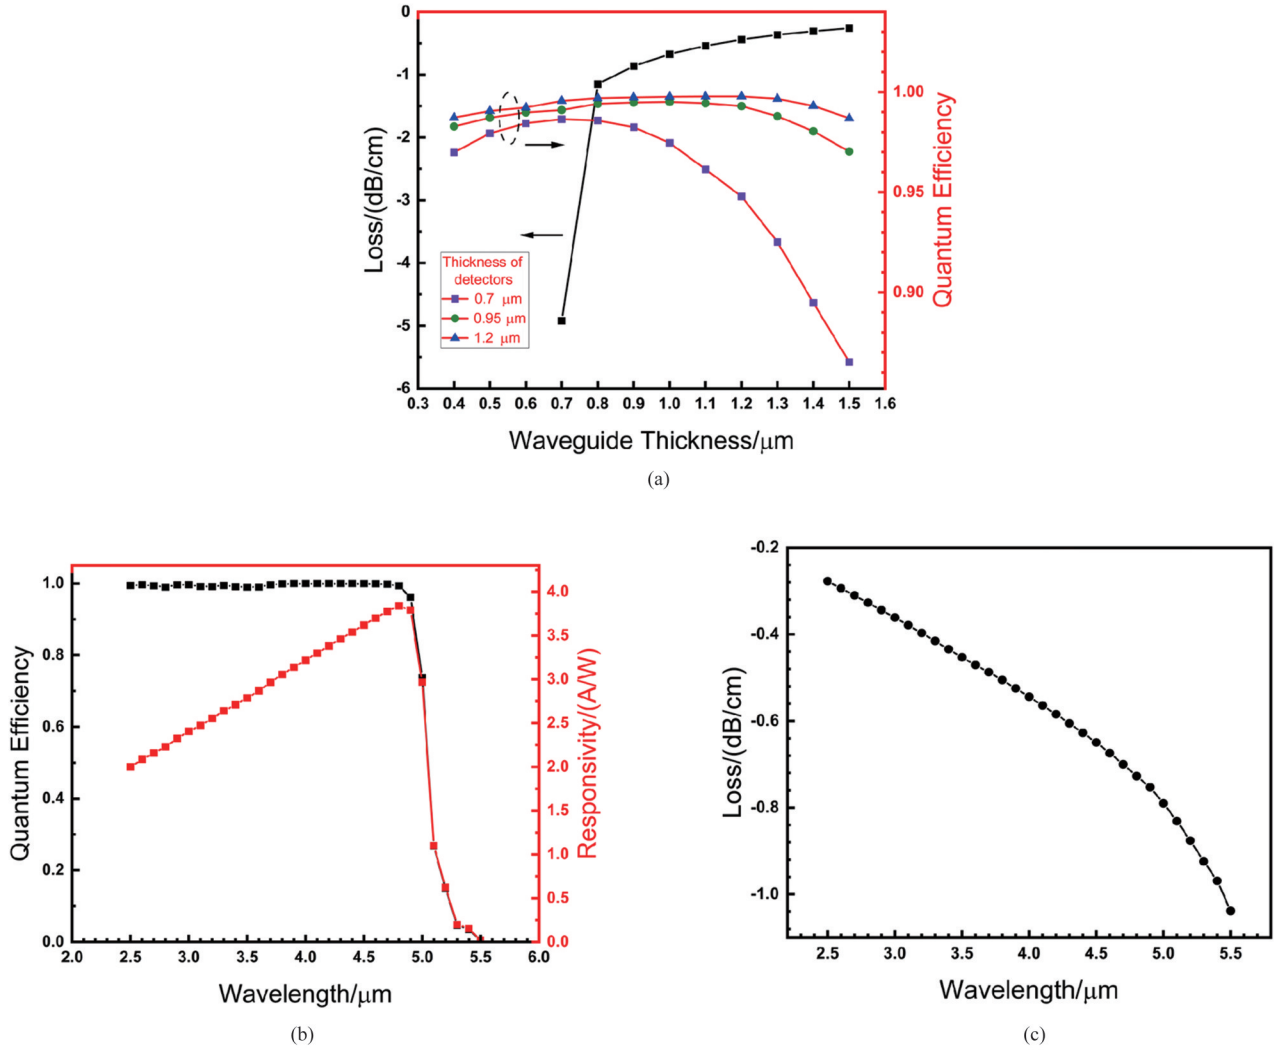 0
-1
-2
-3
-4
-5
-6
Loss/(dB/cm)
1.00
0.95
0.90
Quantum Efficiency
Thickness of
detectors
0.7 μm
0.95 μm
1.2 μm
0.3 0.4 0.5 0.6 0.7 0.8 0.9 1.0 1.1 1.2 1.3 1.4 1.5 1.6
Waveguide Thickness/μm
(a)
1.0
0.8
0.6
0.4
0.2
0.0
Quantum Efficiency
4.0
3.5
3.0
2.5
2.0
1.5
1.0
0.5
0.0
Responsivity/(A/W)
2.0 2.5 3.0 3.5 4.0 4.5 5.0 5.5 6.0
Wavelength/μm
(b)
-0.2
-0.4
-0.6
-0.8
-1.0
Loss/(dB/cm)
2.5 3.0 3.5 4.0 4.5 5.0 5.5
Wavelength/μm
(c)